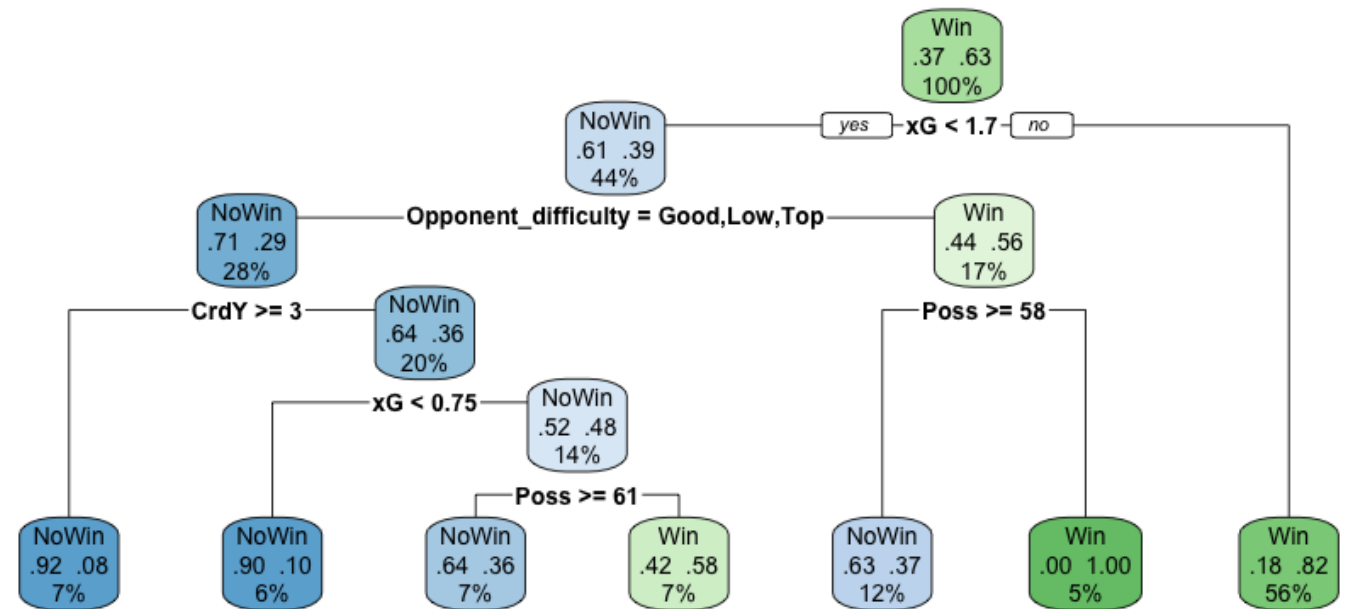 Win
.37 .63
100%
yes xG < 1.7 no
NoWin
.61 .39
44%
Opponent_difficulty = Good,Low,Top
NoWin
.71 .29
28%
Win
.44 .56
17%
CrdY >= 3
Poss >= 58
NoWin
.64 .36
20%
xG < 0.75
NoWin
.52 .48
14%
Poss >= 61
NoWin
.92 .08
7%
NoWin
.90 .10
6%
NoWin
.64 .36
7%
Win
.42 .58
7%
NoWin
.63 .37
12%
Win
.00 1.00
5%
Win
.18 .82
56%